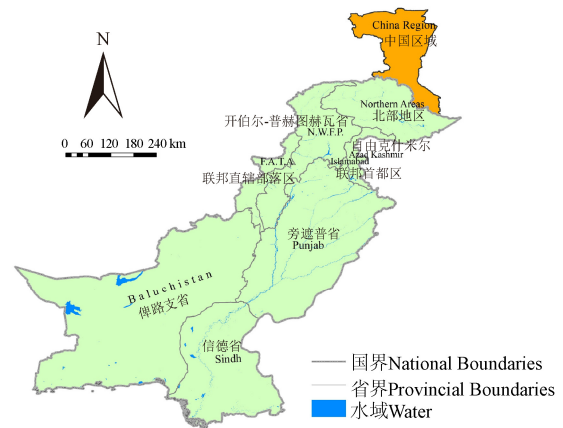 China Region
中国区域
N
Northern Areas
北部地区
开伯尔-普赫图赫瓦省
N.W.F.P.
0 60 120 180 240 km
自由克什米尔
Azad Kashmir
Islamabad
F.A.T.A.
联邦直辖部落区
联邦首都区
旁遮普省
Punjab
Baluchistan
俾路支省
信德省
Sindh
国界National Boundaries
省界Provincial Boundaries
水域Water